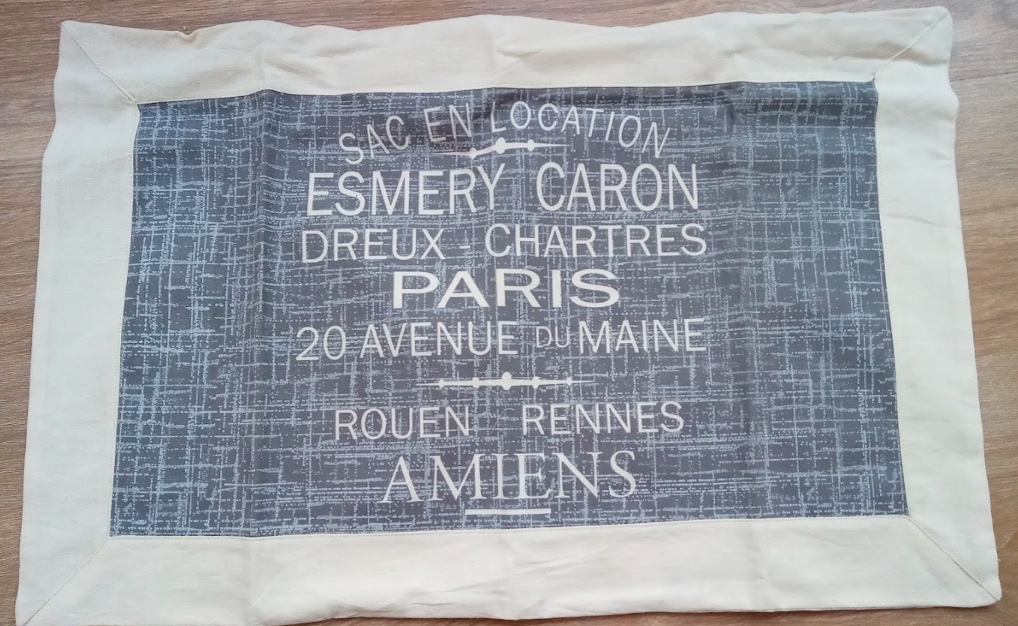 SAC EN LOCATION
ESMERY CARON
DREUX - CHARTRES
PARIS
20 AVENUE DU MAINE
ROUEN RENNES
AMIENS